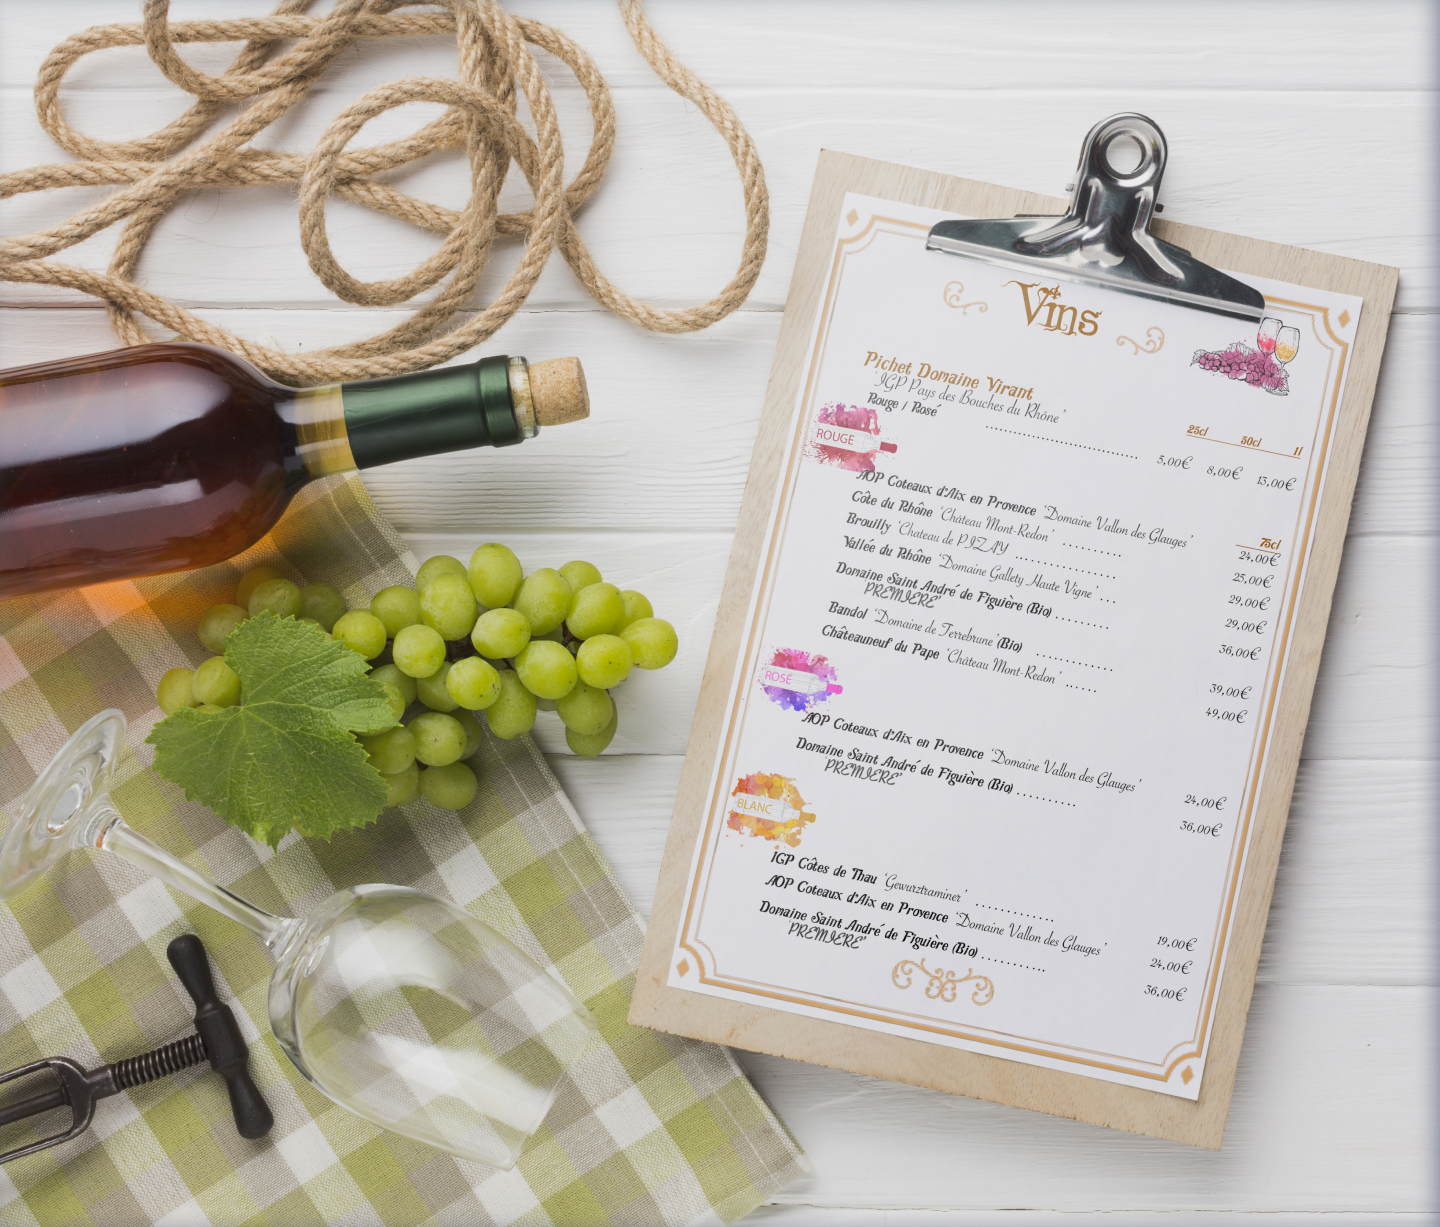 Vins
Pichet Domaine Virant
'IGP Pays des Bouches du Rhône'
25cl 50cl 1l
Rouge / Rosé ........................... 5,00€ 8,00€ 13,00€
ROUGE
75cl
AOP Coteaux d'Aix en Provence 'Domaine Vallon des Glauges' 24,00€
Côte du Rhône 'Château Mont-Redon' .......... 25,00€
Brouilly 'Chateau de PIZAY ................ 29,00€
Vallée du Rhône 'Domaine Gallety Haute Vigne' ... 29,00€
Domaine Saint André de Figuière (Bio) ......... 36,00€
'PREMIERE'
Bandol 'Domaine de Terrebrune'(Bio) ............. 39,00€
Châteauneuf du Pape 'Château Mont-Redon' ...... 49,00€
ROSÉ
AOP Coteaux d'Aix en Provence 'Domaine Vallon des Glauges' 24,00€
Domaine Saint André de Figuière (Bio) .......... 36,00€
'PREMIERE'
BLANC
IGP Côtes de Thau 'Gewurztraminer' ............. 19,00€
AOP Coteaux d'Aix en Provence 'Domaine Vallon des Glauges' 24,00€
Domaine Saint André de Figuière (Bio) ........... 36,00€
'PREMIERE'